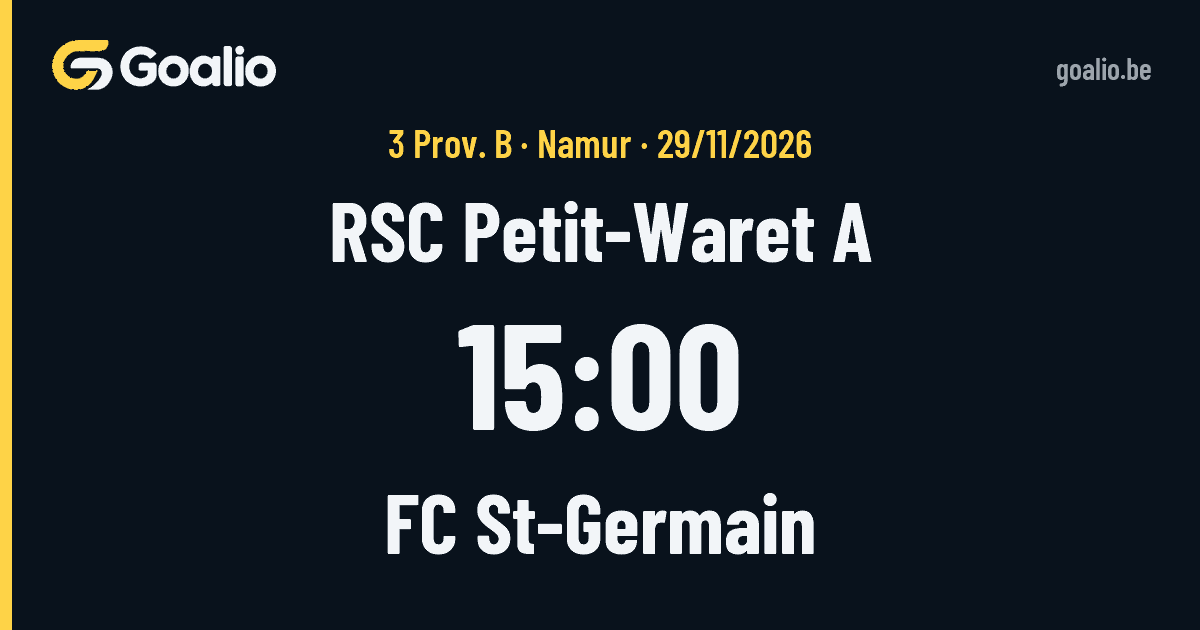 Goalio
goalio.be
3 Prov. B · Namur · 29/11/2026
RSC Petit-Waret A
15:00
FC St-Germain